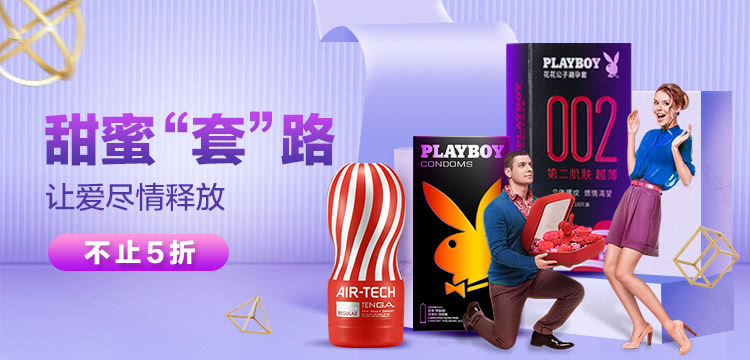 甜蜜“套”路
让爱尽情释放
不止5折
AIR-TECH
TENGA
REGULAR
PLAYBOY
CONDOMS
PLAYBOY
花花公子避孕套
PLAYBOY
002
第二肌肤 超薄